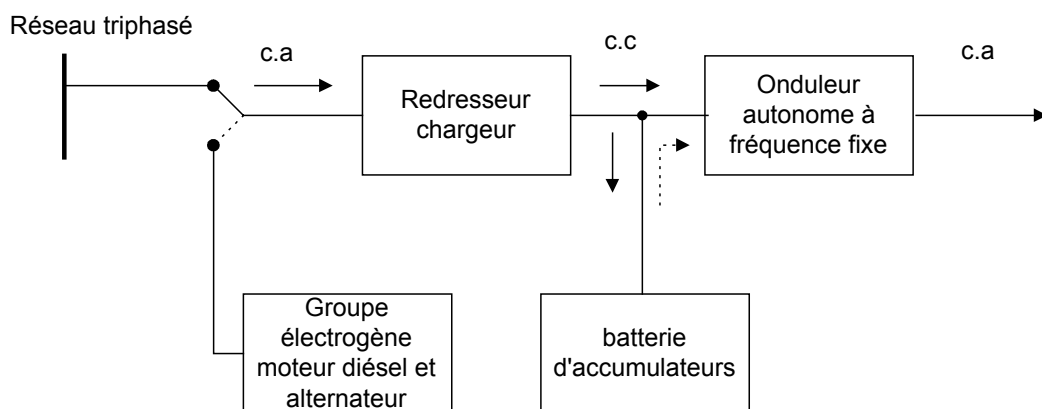 Réseau triphasé
c.a
c.c
c.a
Redresseur
chargeur
Onduleur
autonome à
fréquence fixe
Groupe
électrogène
moteur diésel et
alternateur
batterie
d'accumulateurs